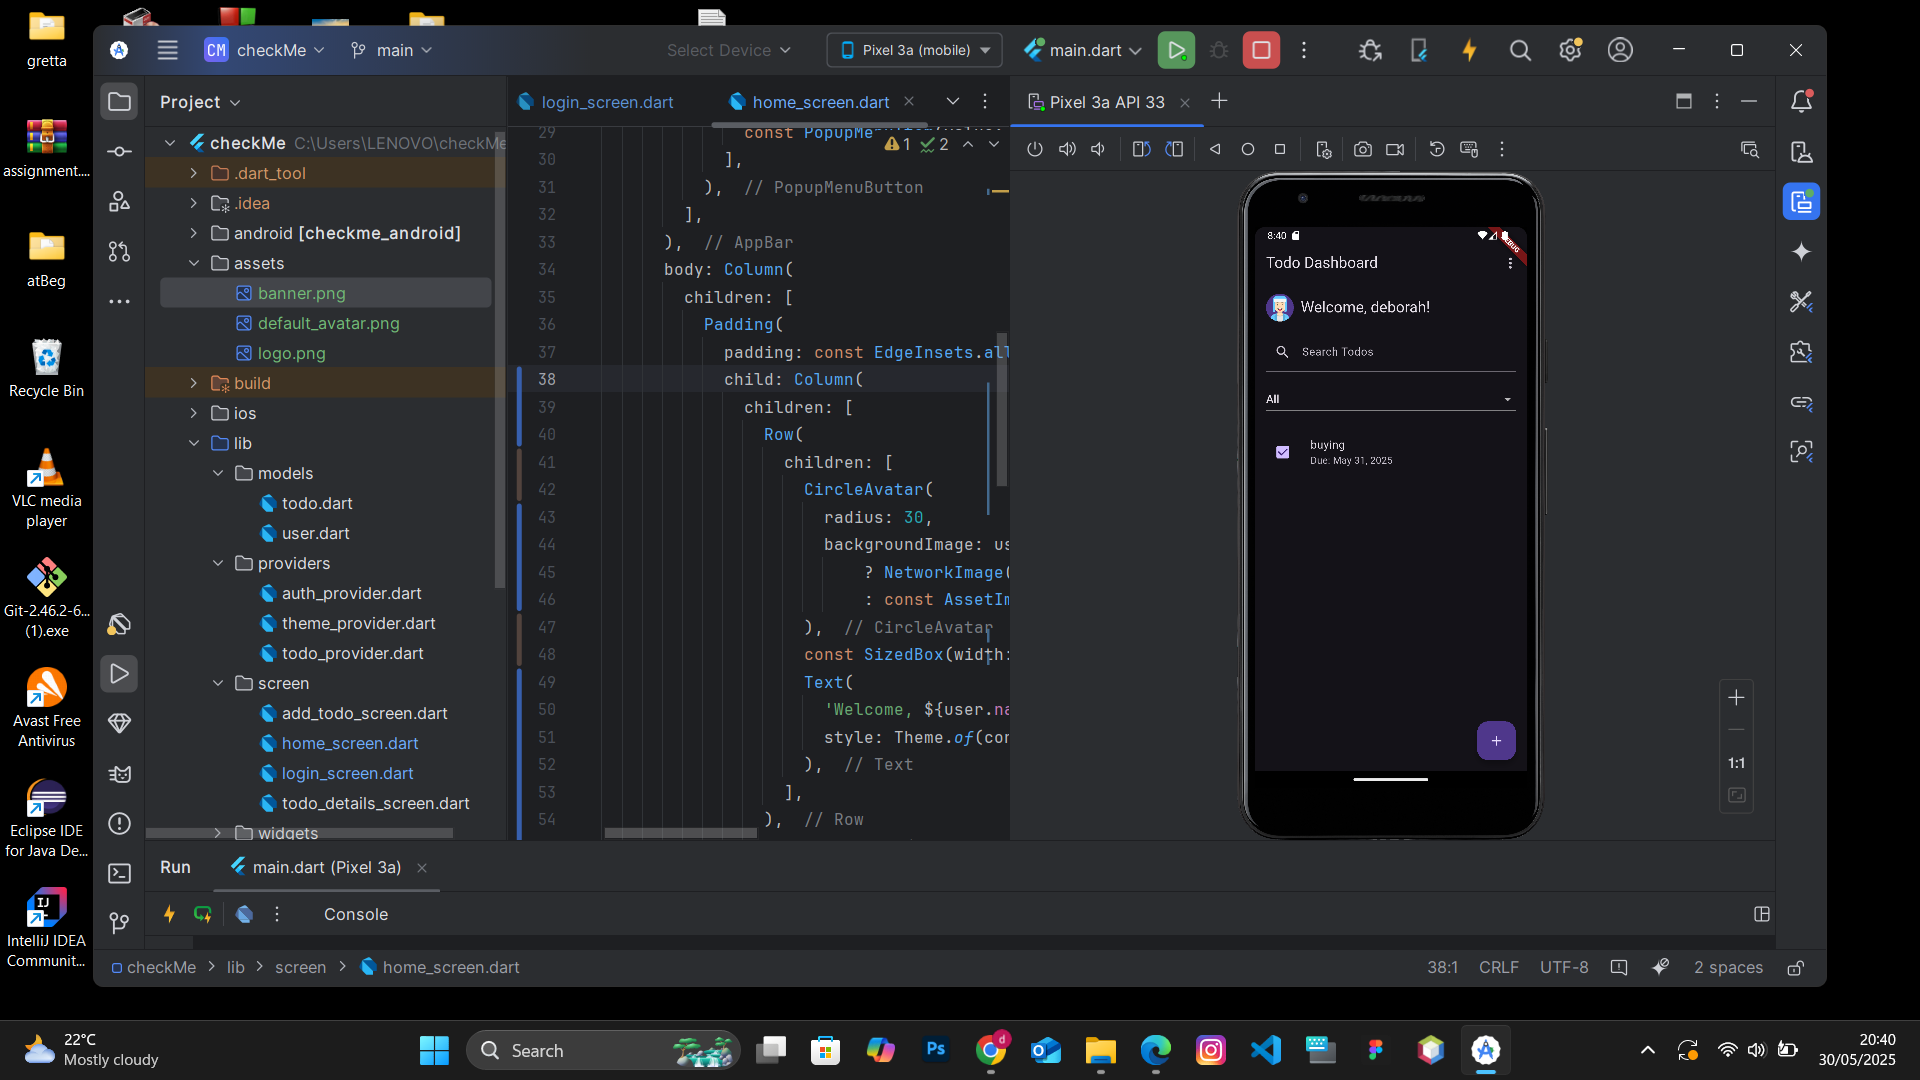 gretta
assignment....
atBeg
Recycle Bin
VLC media
player
Git-2.46.2-6...
(1).exe
Avast Free
Antivirus
Eclipse IDE
for Java De...
IntelliJ IDEA
Communit...
CM checkMe
main
Select Device
Pixel 3a (mobile)
main.dart
Project
checkMe C:\Users\LENOVO\checkMe
.dart_tool
.idea
android [checkme_android]
assets
banner.png
default_avatar.png
logo.png
build
ios
lib
models
todo.dart
user.dart
providers
auth_provider.dart
theme_provider.dart
todo_provider.dart
screen
add_todo_screen.dart
home_screen.dart
login_screen.dart
todo_details_screen.dart
widgets
login_screen.dart
home_screen.dart
1 2
29 const PopupMe
30 ],
31 ), // PopupMenuButton
32 ],
33 ), // AppBar
34 body: Column(
35 children: [
36 Padding(
37 padding: const EdgeInsets.all
38 child: Column(
39 children: [
40 Row(
41 children: [
42 CircleAvatar(
43 radius: 30,
44 backgroundImage: us
45 ? NetworkImage(
46 : const AssetIm
47 ), // CircleAvatar
48 const SizedBox(width:
49 Text(
50 'Welcome, ${user.na
51 style: Theme.of(con
52 ), // Text
53 ],
54 ), // Row
Pixel 3a API 33
8:40
DEBUG
Todo Dashboard
Welcome, deborah!
Search Todos
All
buying
Due: May 31, 2025
+
1:1
Run
main.dart (Pixel 3a)
Console
checkMe > lib > screen > home_screen.dart
38:1 CRLF UTF-8 2 spaces
22°C
Mostly cloudy
Search
Ps
d
20:40
30/05/2025